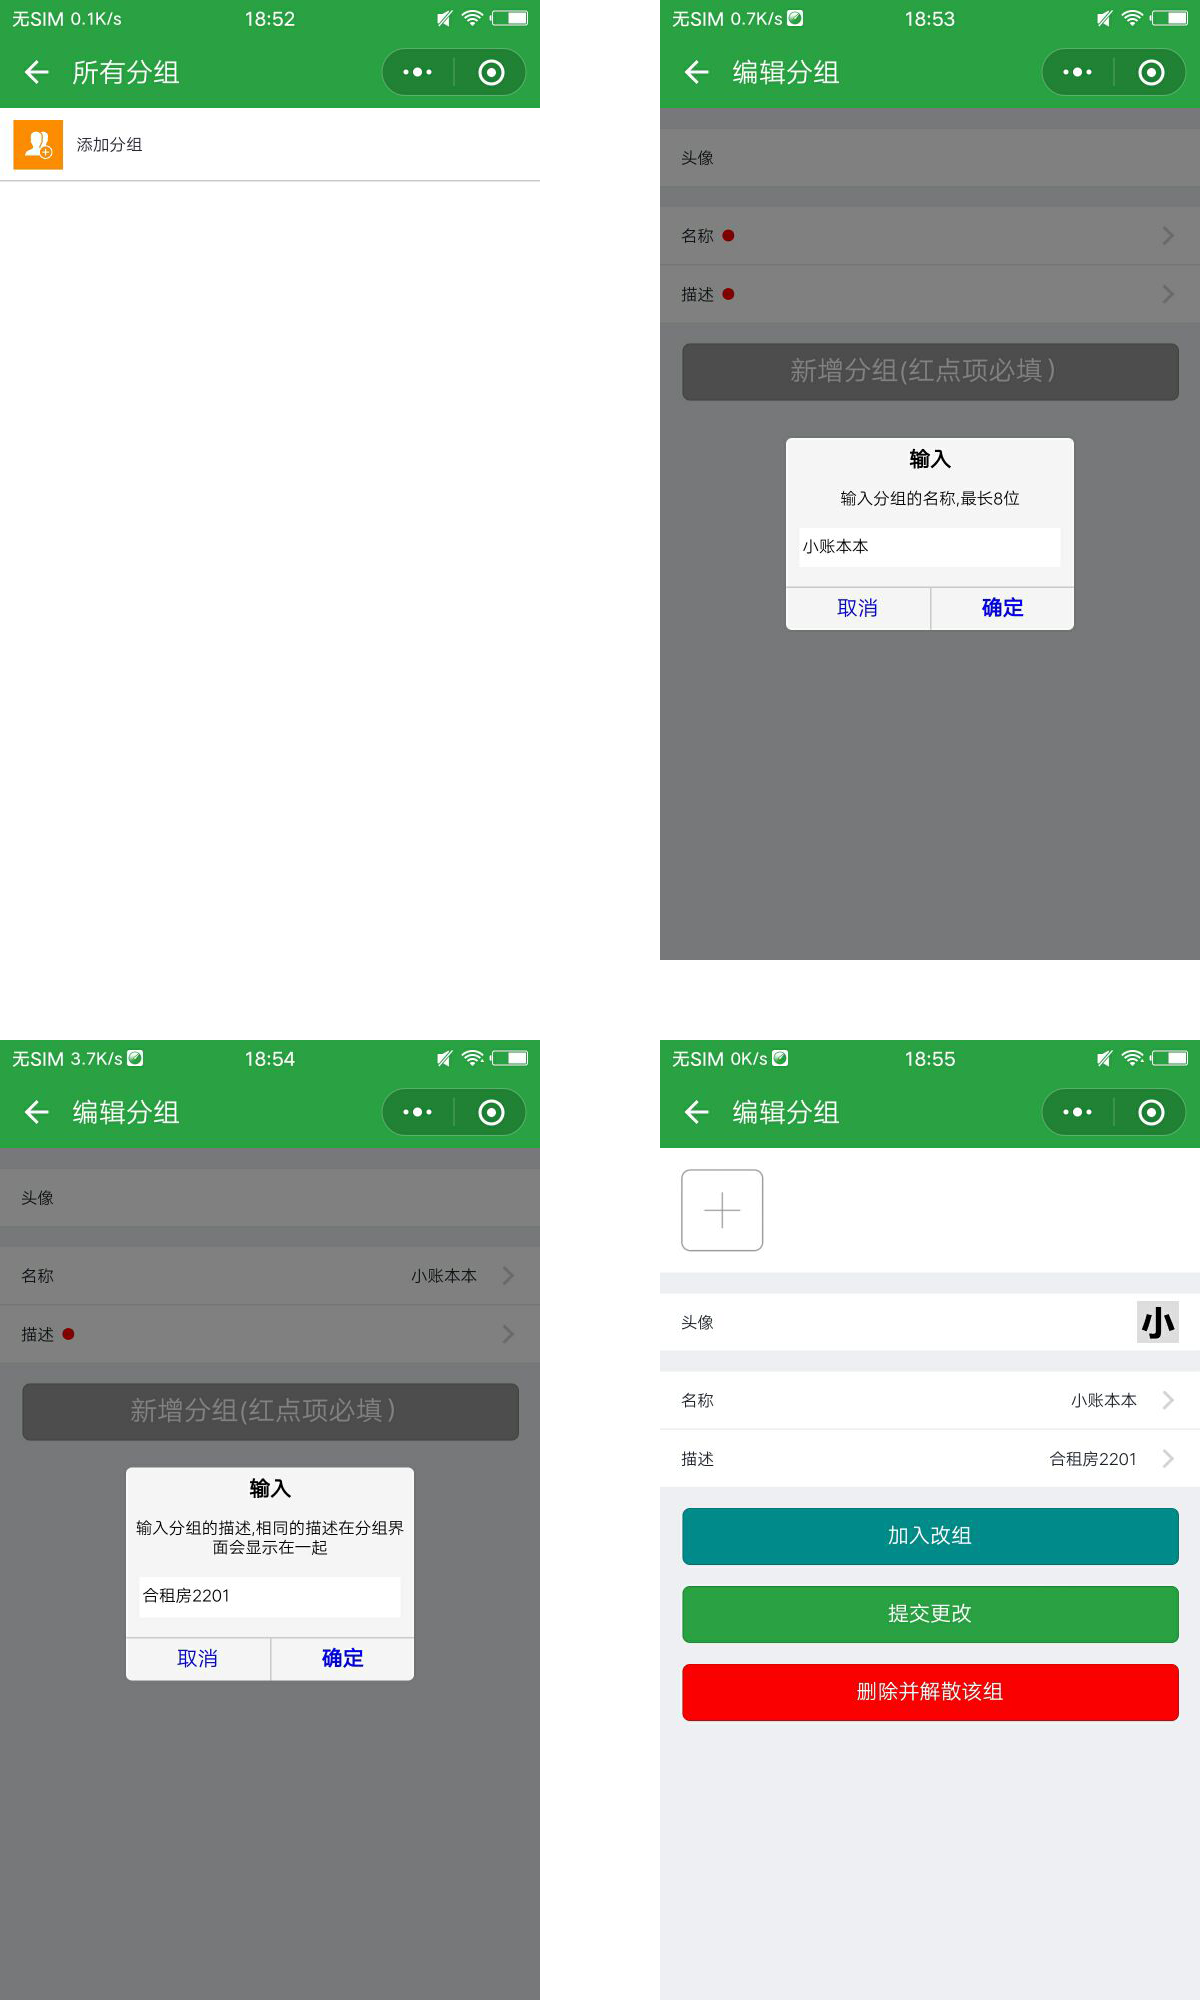 无SIM 0.1K/s 18:52
所有分组
添加分组
无SIM 0.7K/s 18:53
编辑分组
头像
名称
描述
新增分组(红点项必填)
输入
输入分组的名称,最长8位
小账本本
取消 确定
无SIM 3.7K/s 18:54
编辑分组
头像
名称 小账本本
描述
新增分组(红点项必填)
输入
输入分组的描述,相同的描述在分组界
面会显示在一起
合租房2201
取消 确定
无SIM 0K/s 18:55
编辑分组
头像 小
名称 小账本本
描述 合租房2201
加入改组
提交更改
删除并解散该组